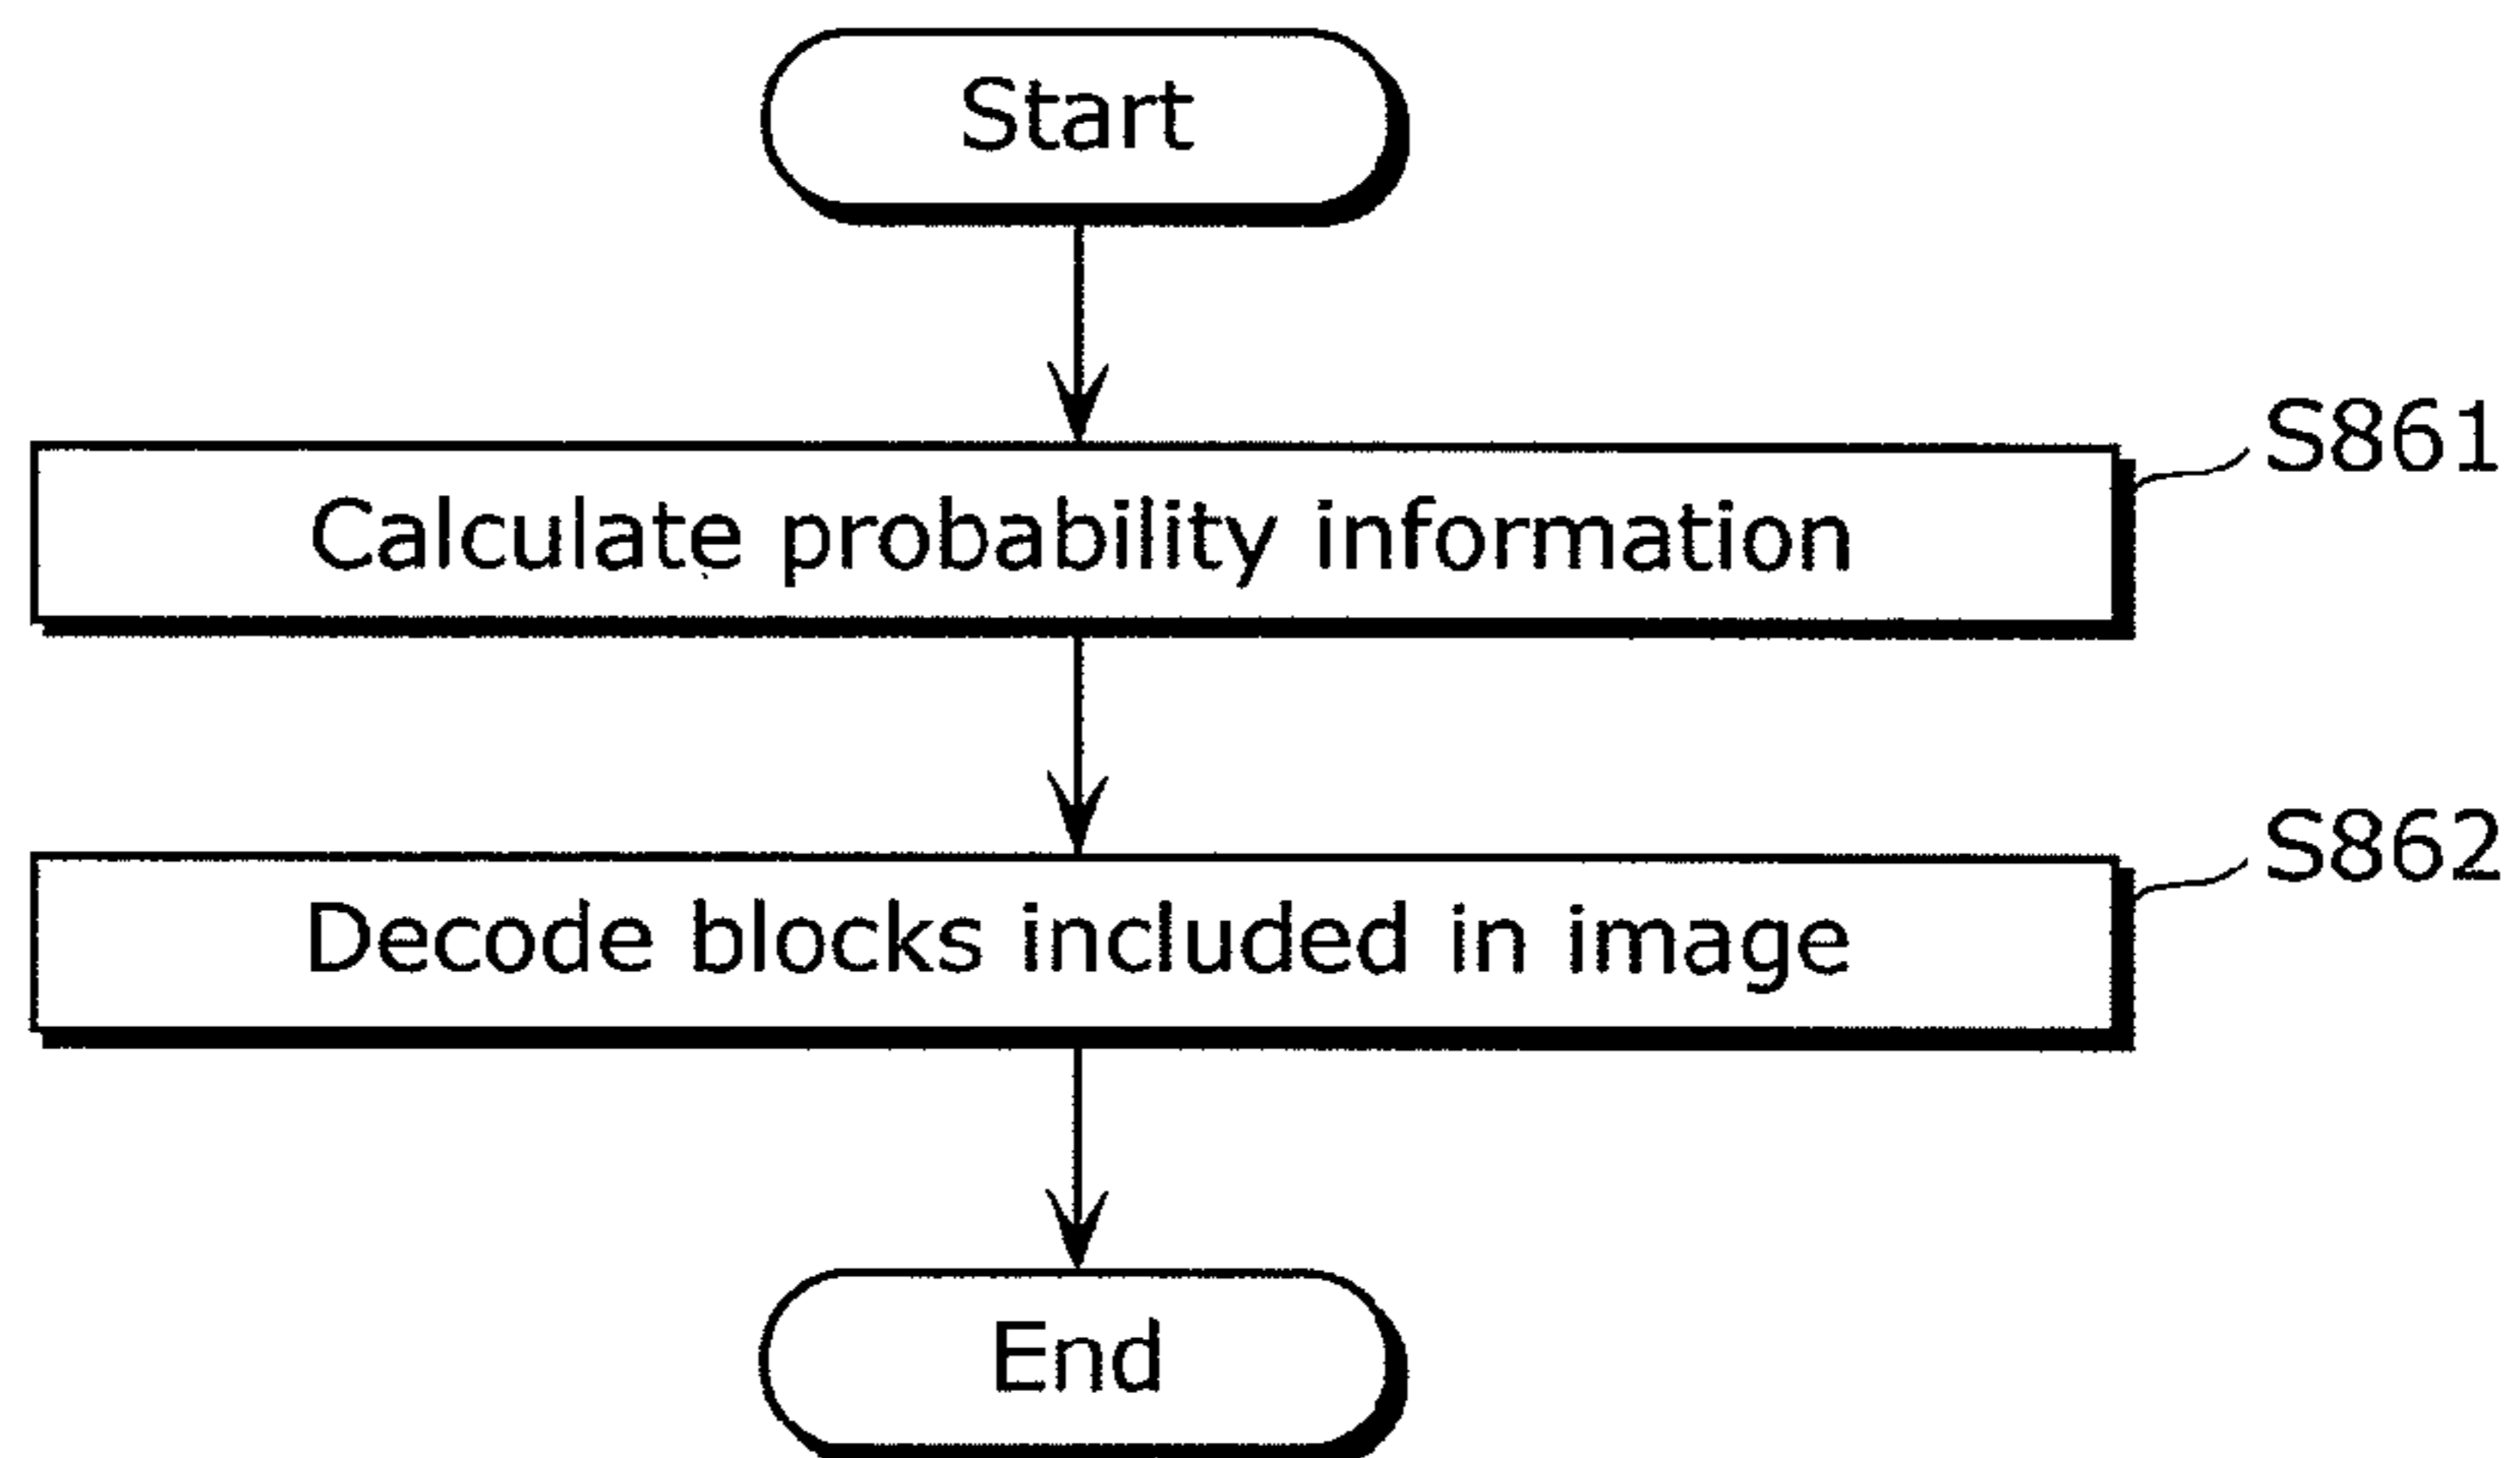 Start
S861
Calculate probability information
S862
Decode blocks included in image
End